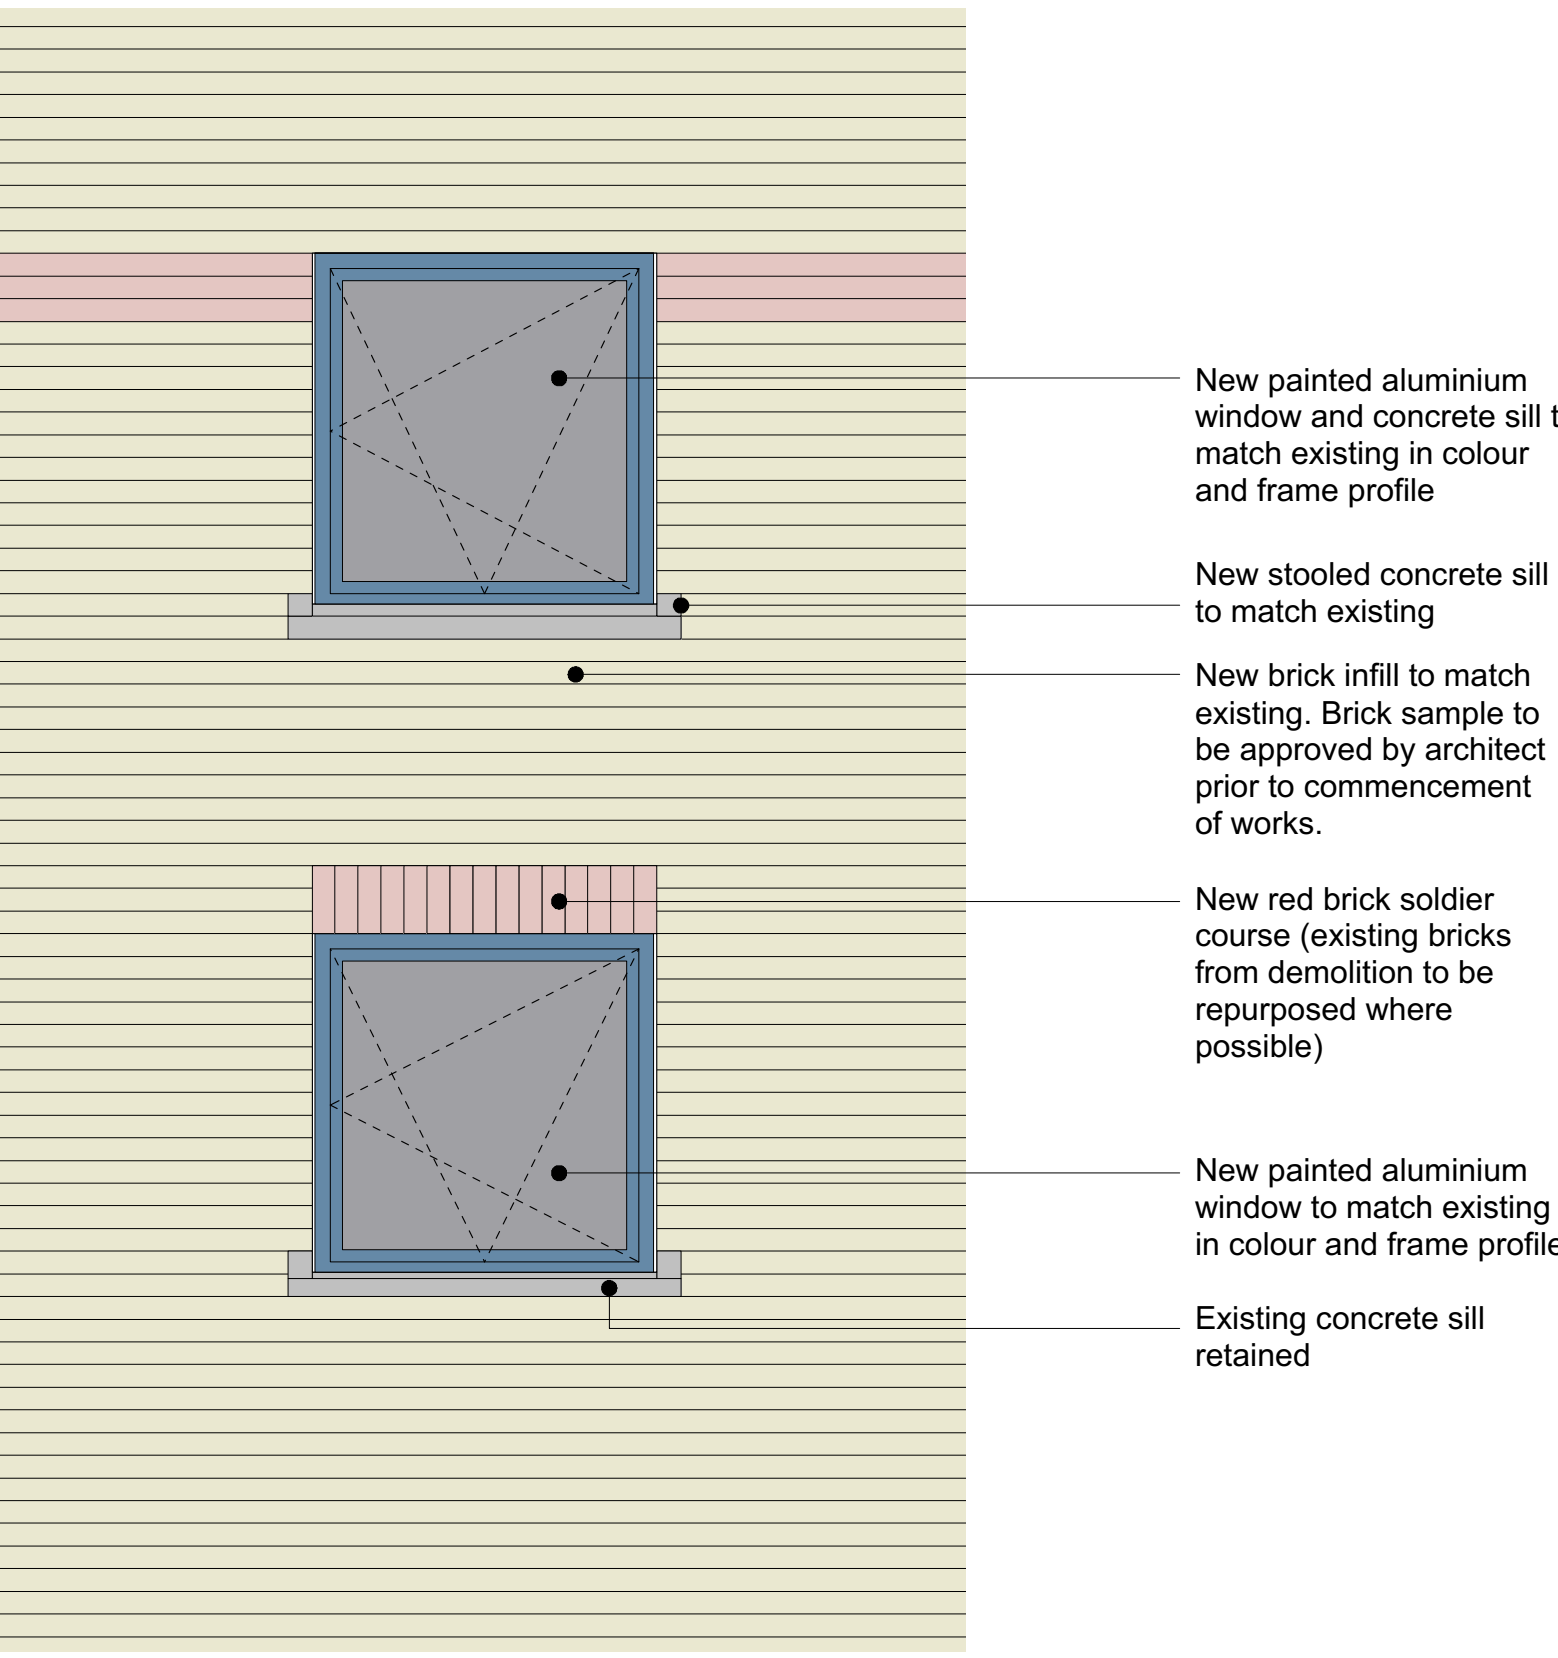 New painted aluminium
window and concrete sill t
match existing in colour
and frame profile
New stooled concrete sill
to match existing
New brick infill to match
existing. Brick sample to
be approved by architect
prior to commencement
of works.
New red brick soldier
course (existing bricks
from demolition to be
repurposed where
possible)
New painted aluminium
window to match existing
in colour and frame profile
Existing concrete sill
retained